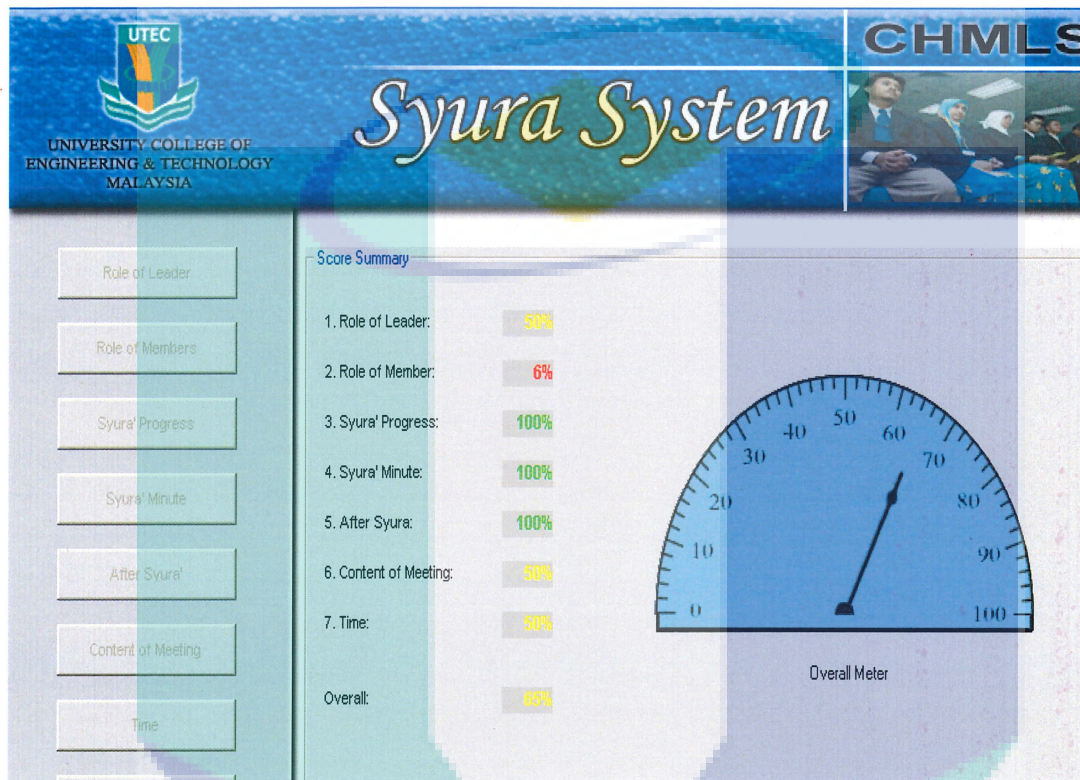 UTEC
UNIVERSITY COLLEGE OF
ENGINEERING & TECHNOLOGY
MALAYSIA
Syura System
CHMLS
Role of Leader
Role of Members
Syura' Progress
Syura' Minute
After Syura'
Content of Meeting
Time
Score Summary
1. Role of Leader: 50%
2. Role of Member: 6%
3. Syura' Progress: 100%
4. Syura' Minute: 100%
5. After Syura: 100%
6. Content of Meeting: 50%
7. Time: 50%
Overall: 65%
0 10 20 30 40 50 60 70 80 90 100
Overall Meter